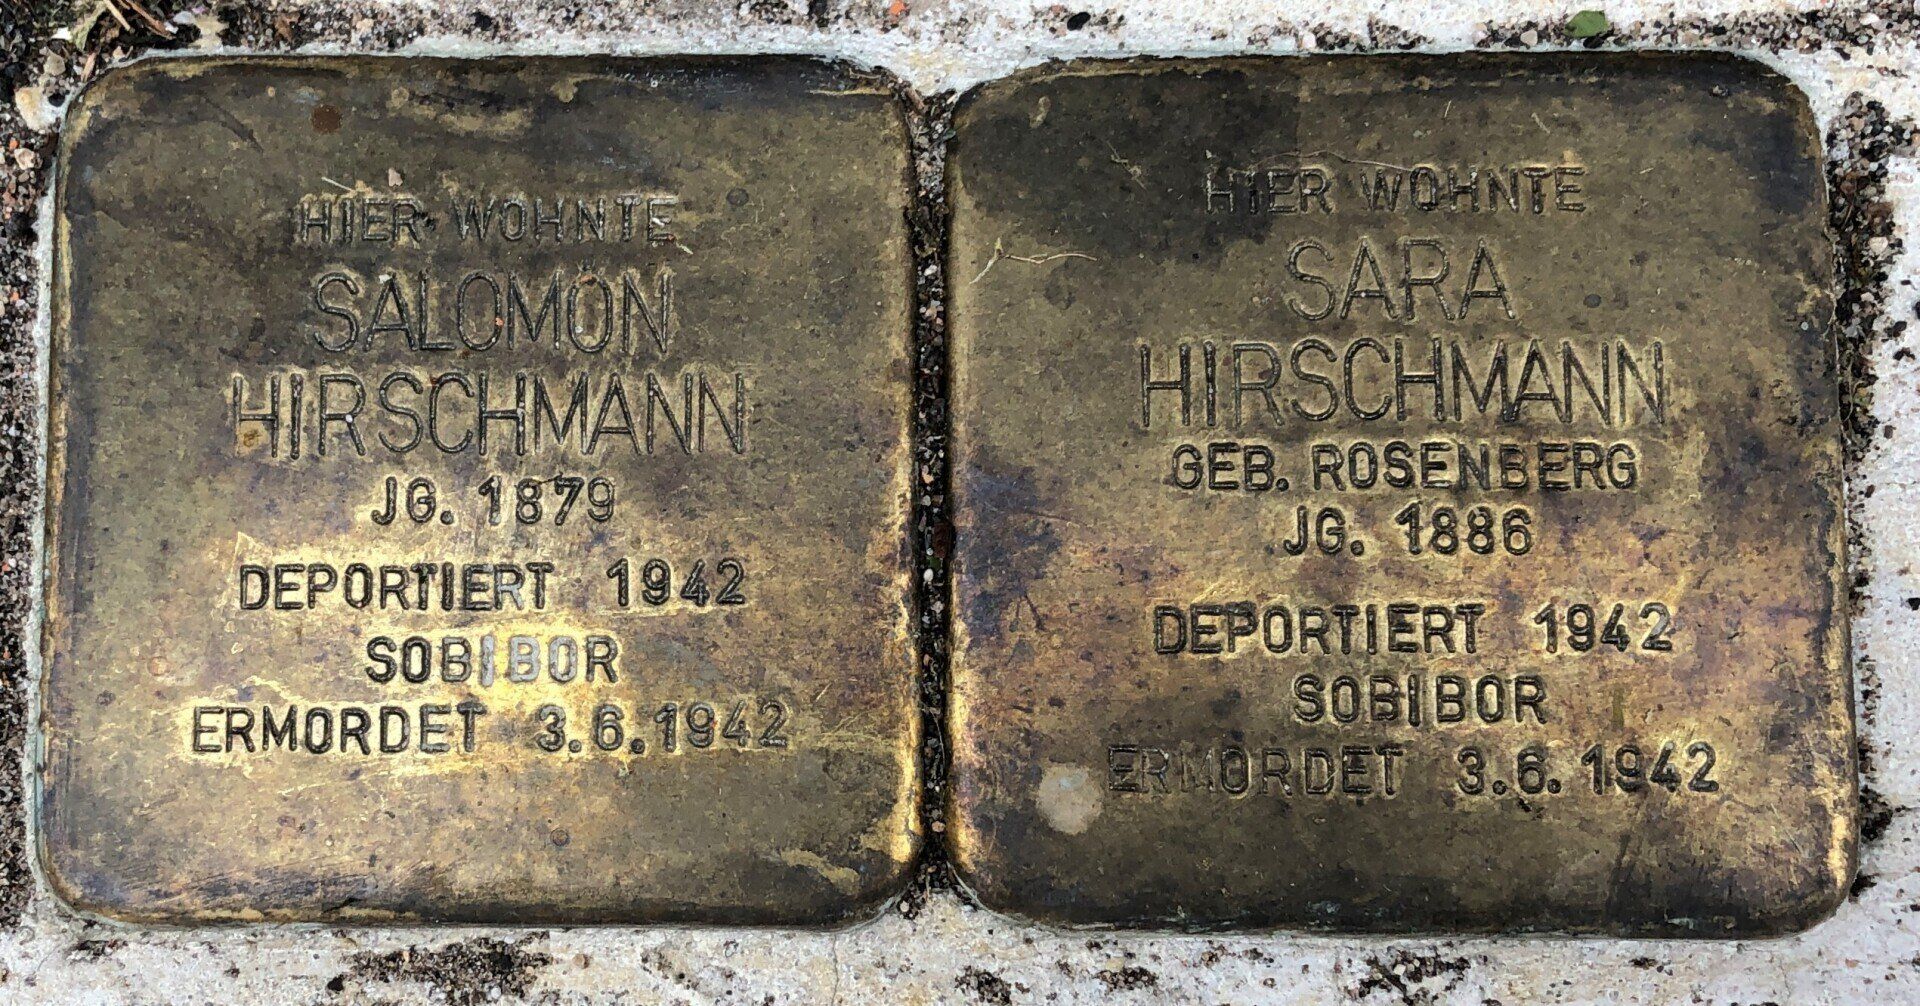 HIER WOHNTE
SALOMON
HIRSCHMANN
JG. 1879
DEPORTIERT 1942
SOBIBOR
ERMORDET 3.6.1942
HIER WOHNTE
SARA
HIRSCHMANN
GEB. ROSENBERG
JG. 1886
DEPORTIERT 1942
SOBIBOR
ERMORDET 3.6.1942